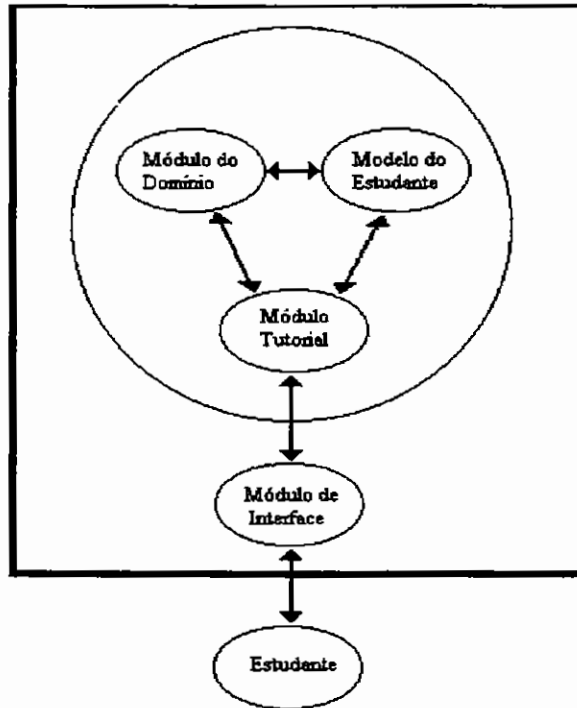 Módulo do
Domínio
Modelo do
Estudante
Módulo
Tutorial
Módulo de
Interface
Estudante